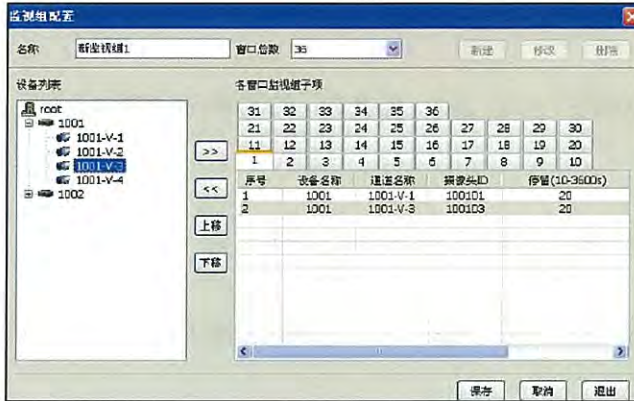 监视组配置
名称 新监视组1 窗口总数 36 新建 修改 删除
设备列表 各窗口监视组子项
root
1001
1001-V-1
1001-V-2
1001-V-3
1001-V-4
1002
>>
<<
上移
下移
31 32 33 34 35 36
21 22 23 24 25 26 27 28 29 30
11 12 13 14 15 16 17 18 19 20
1 2 3 4 5 6 7 8 9 10
序号 设备名称 通道名称 摄像头ID 停留(10-3600s)
1 1001 1001-V-1 100101 20
2 1001 1001-V-3 100103 20
保存 取消 退出